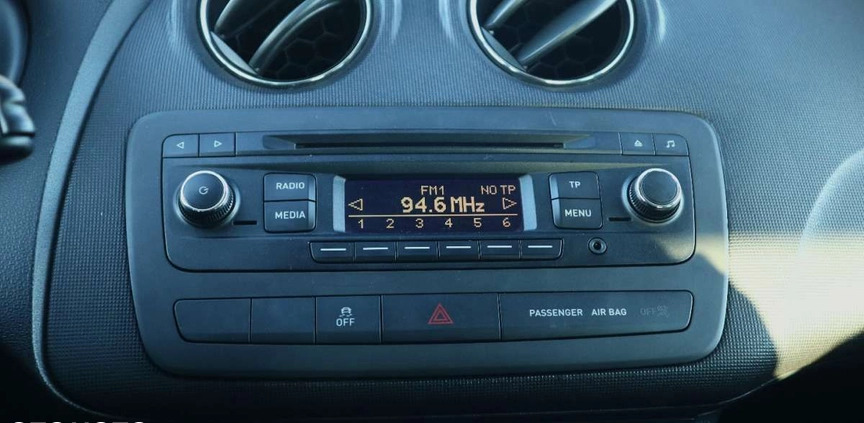 RADIO
MEDIA
FM1 NO TP
94.6 MHz
1 2 3 4 5 6
TP
MENU
OFF
PASSENGER AIR BAG OFF